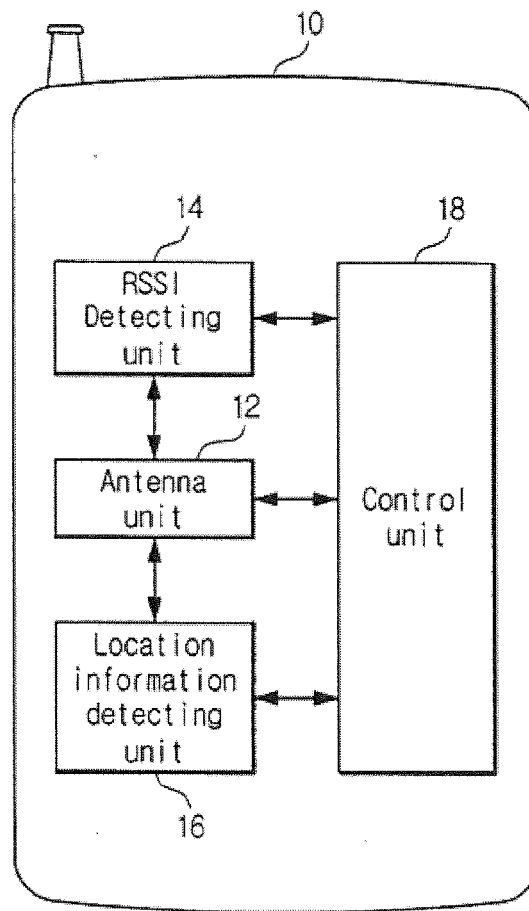 10
14
18
RSSI
Detecting
unit
12
Antenna
unit
Control
unit
Location
information
detecting
unit
16